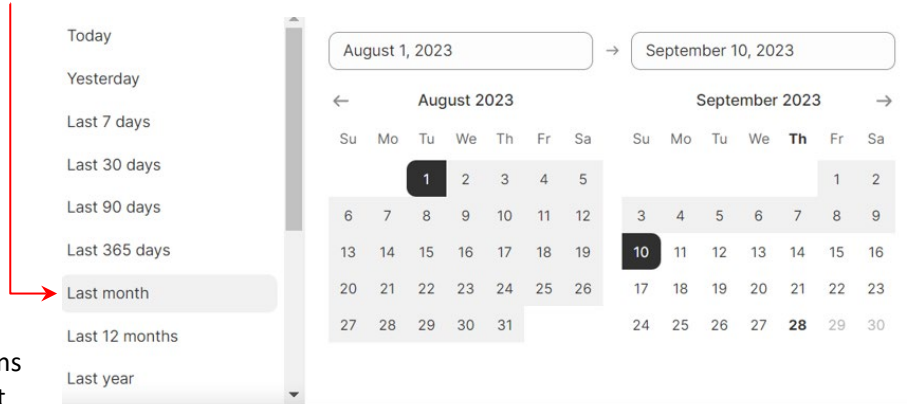 Today
Yesterday
Last 7 days
Last 30 days
Last 90 days
Last 365 days
Last month
Last 12 months
Last year
August 1, 2023 → September 10, 2023
← August 2023
Su Mo Tu We Th Fr Sa
1 2 3 4 5
6 7 8 9 10 11 12
13 14 15 16 17 18 19
20 21 22 23 24 25 26
27 28 29 30 31
September 2023 →
Su Mo Tu We Th Fr Sa
1 2
3 4 5 6 7 8 9
10 11 12 13 14 15 16
17 18 19 20 21 22 23
24 25 26 27 28 29 30